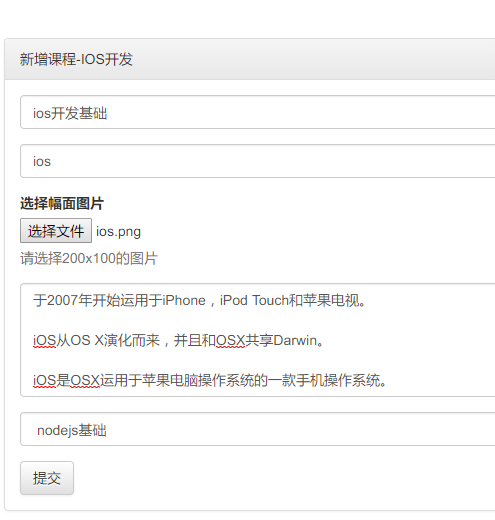 新增课程-IOS开发
ios开发基础
ios
选择幅面图片
选择文件 ios.png
请选择200x100的图片
于2007年开始运用于iPhone，iPod Touch和苹果电视。
iOS从OS X演化而来，并且和OSX共享Darwin。
iOS是OSX运用于苹果电脑操作系统的一款手机操作系统。
nodejs基础
提交